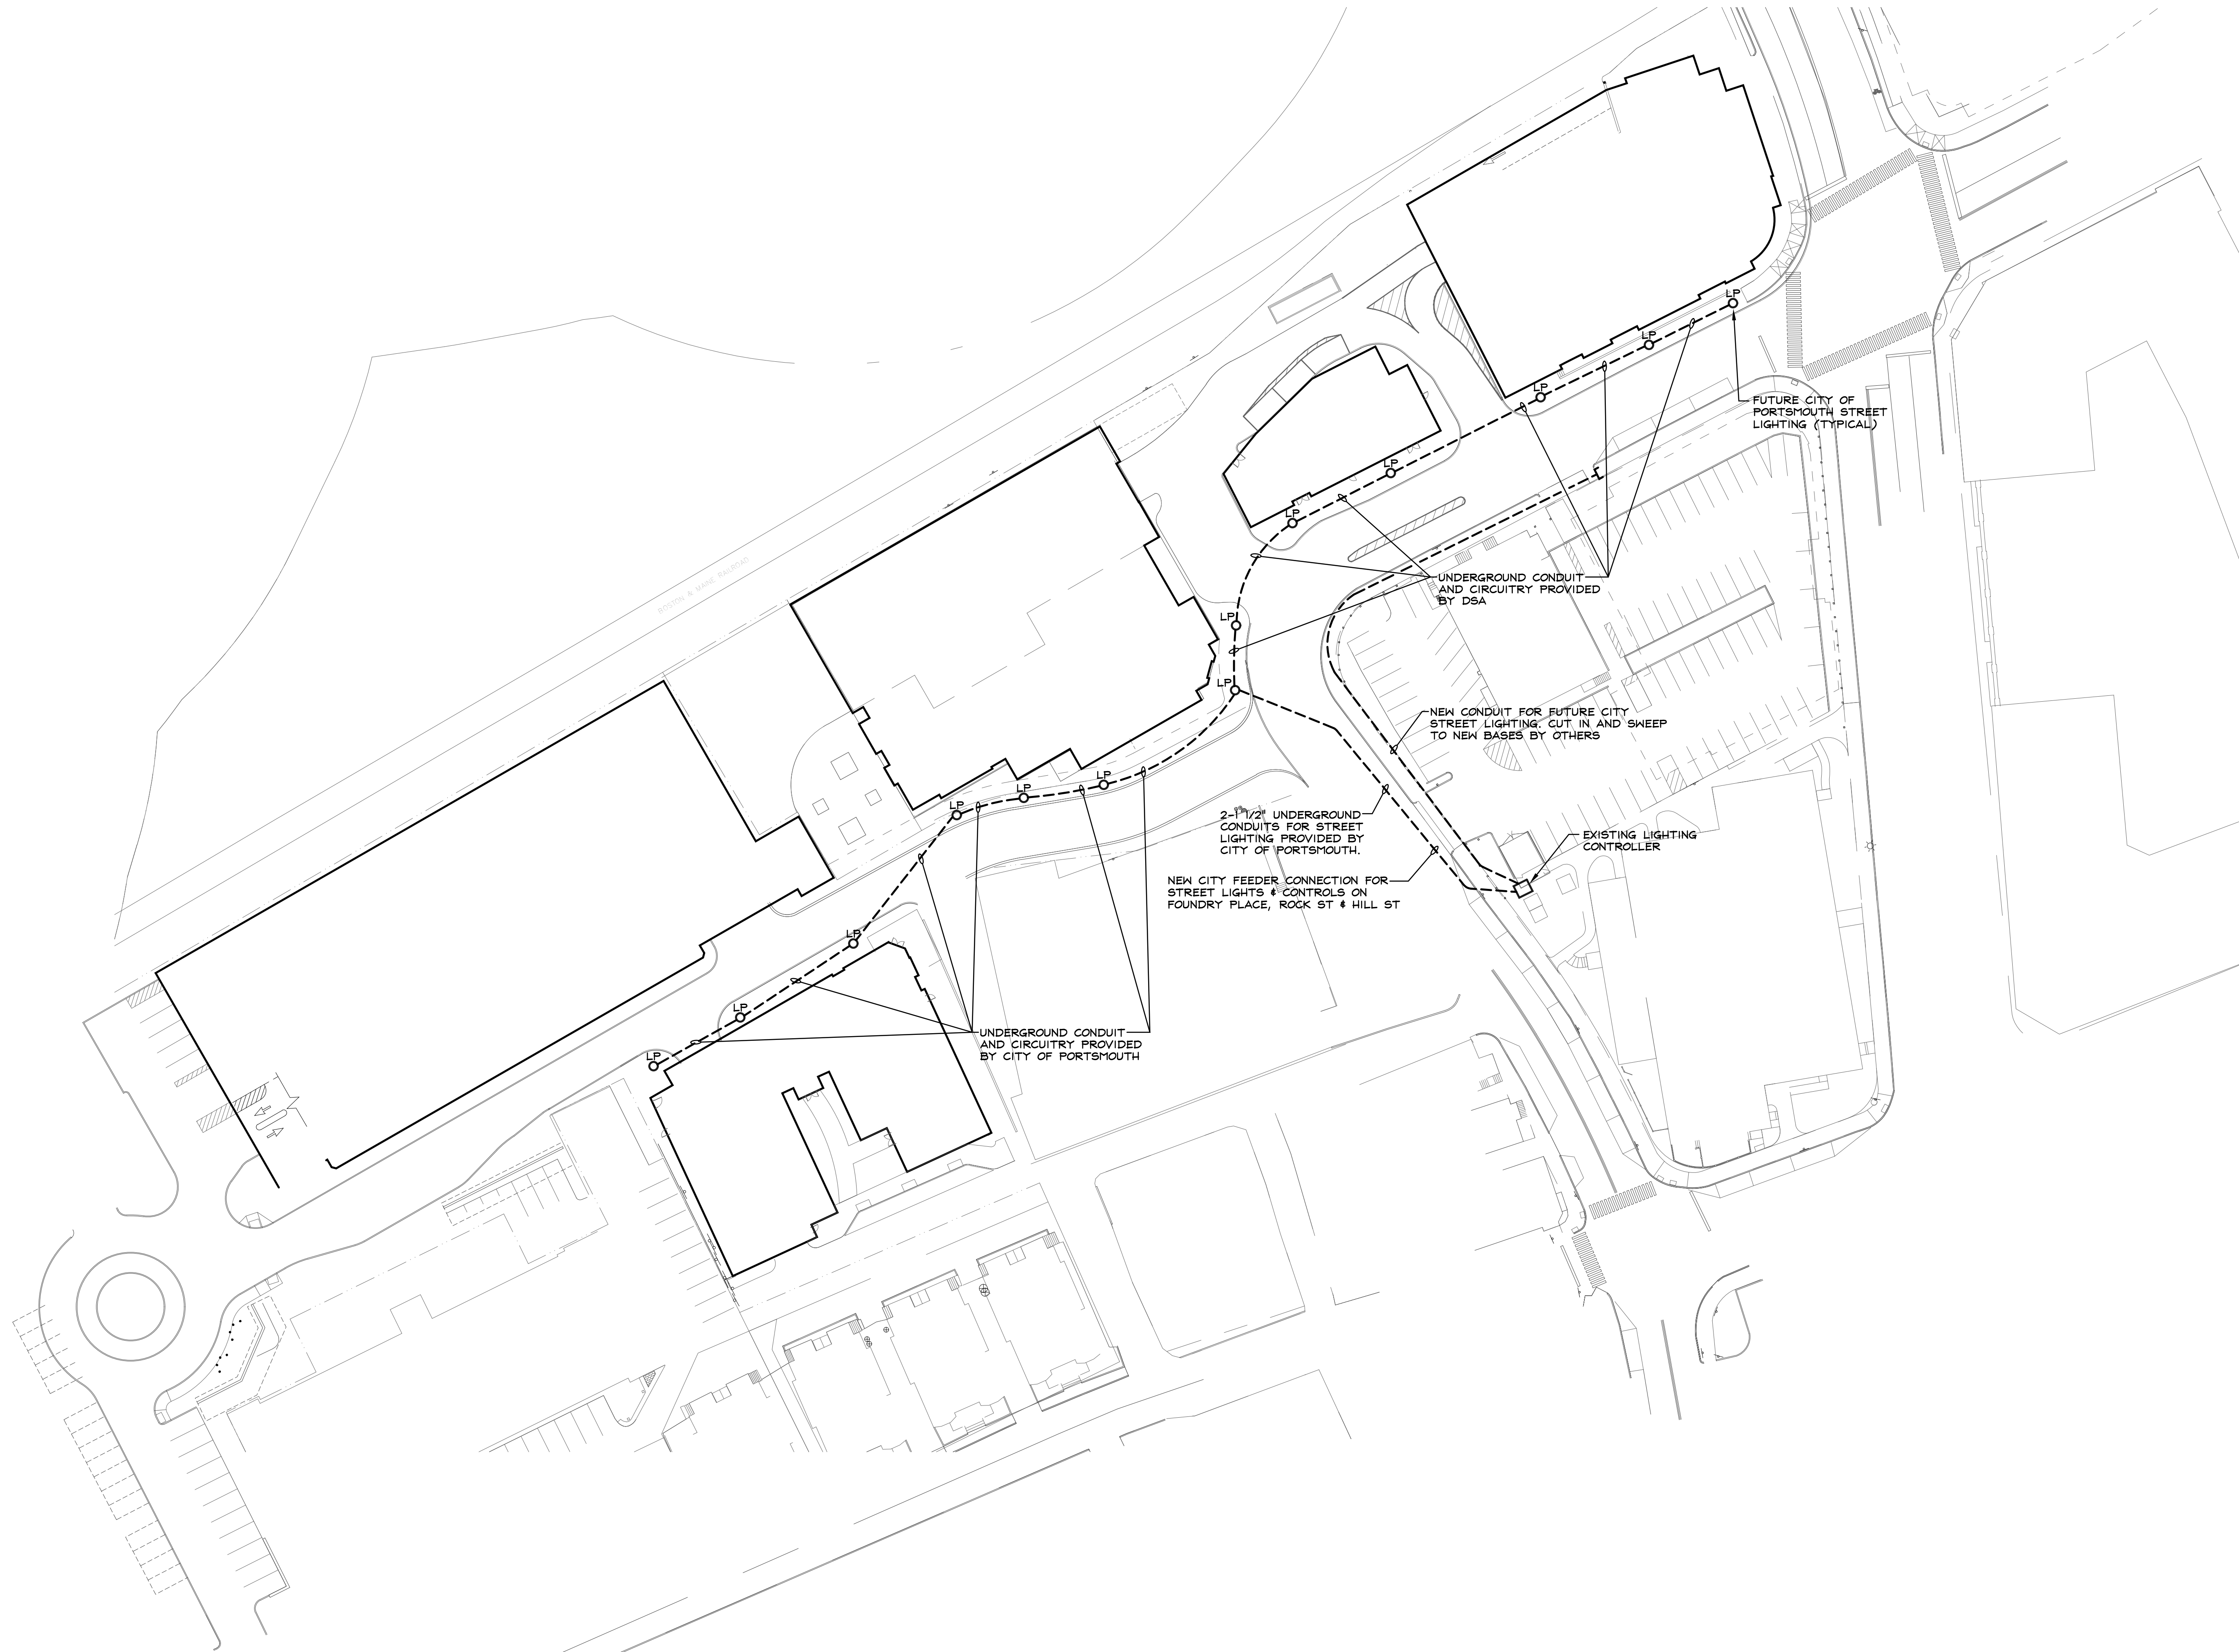 LP
LP
LP
FUTURE CITY OF
PORTSMOUTH STREET
LIGHTING (TYPICAL)
LP
LP
BOSTON & MAINE RAILROAD
UNDERGROUND CONDUIT
AND CIRCUITRY PROVIDED
BY DSA
LP
LP
NEW CONDUIT FOR FUTURE CITY
STREET LIGHTING. CUT IN AND SWEEP
TO NEW BASES BY OTHERS
LP
LP
LP
2-1 1/2" UNDERGROUND
CONDUITS FOR STREET
LIGHTING PROVIDED BY
CITY OF PORTSMOUTH.
EXISTING LIGHTING
CONTROLLER
NEW CITY FEEDER CONNECTION FOR
STREET LIGHTS & CONTROLS ON
FOUNDRY PLACE, ROCK ST & HILL ST
LP
LP
UNDERGROUND CONDUIT
AND CIRCUITRY PROVIDED
BY CITY OF PORTSMOUTH
LP